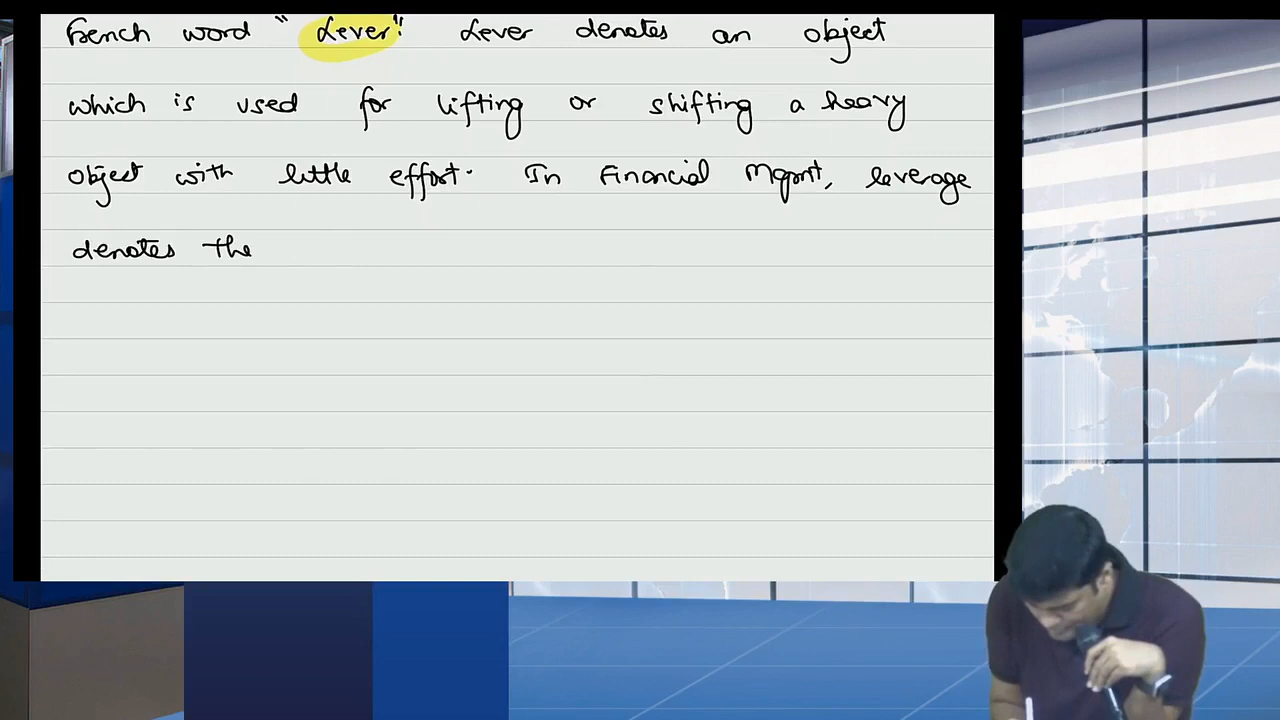 French word "Lever". Lever denotes an object
which is used for lifting or shifting a heavy
object with little effort. In Financial Mgmt, leverage
denotes the